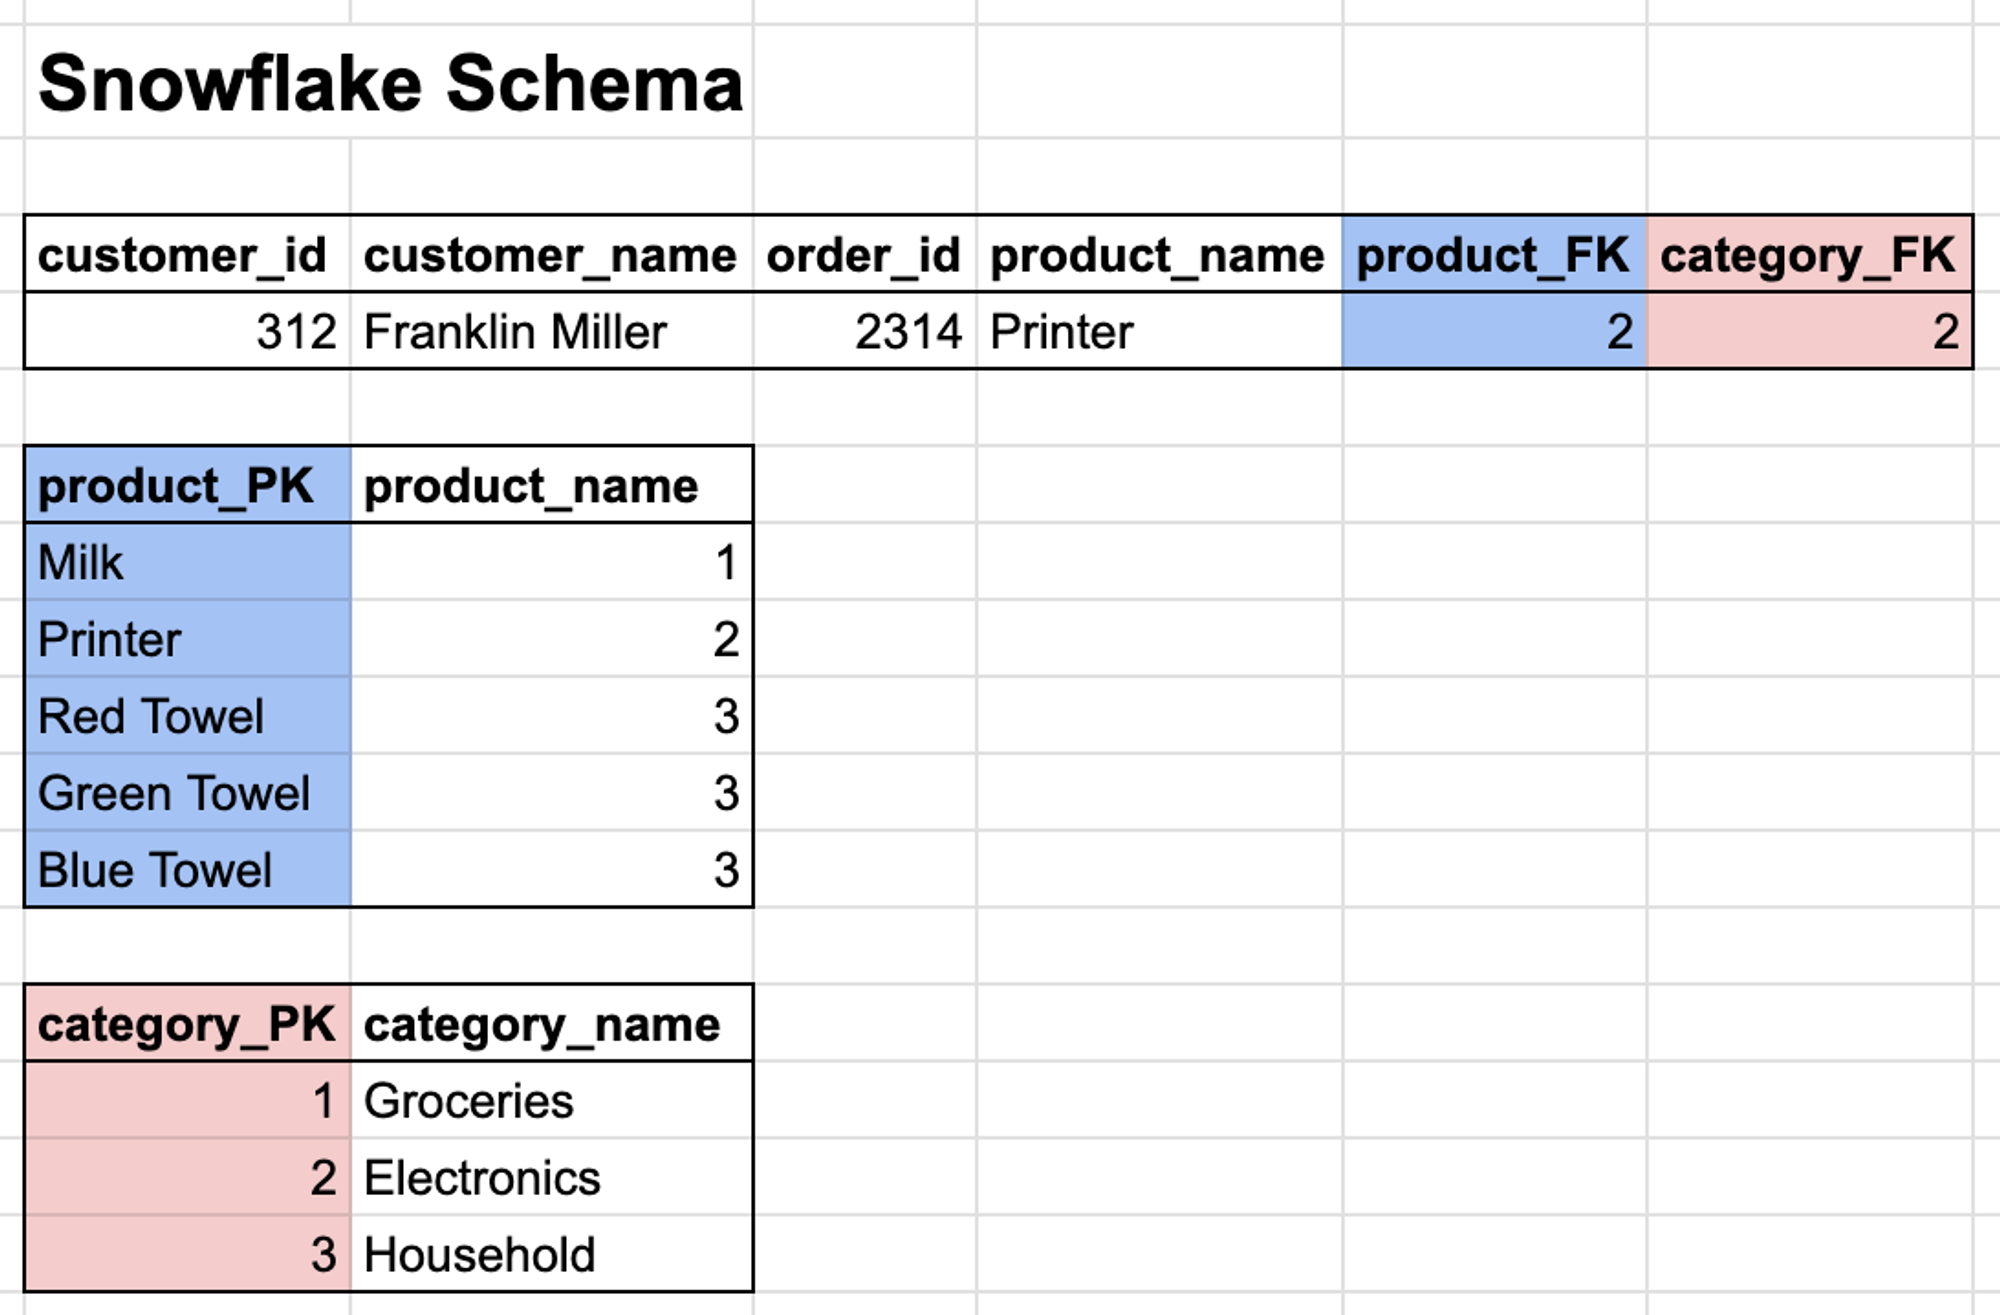 Snowflake Schema
customer_id customer_name order_id product_name product_FK category_FK
312 Franklin Miller 2314 Printer 2 2
product_PK product_name
Milk 1
Printer 2
Red Towel 3
Green Towel 3
Blue Towel 3
category_PK category_name
1 Groceries
2 Electronics
3 Household